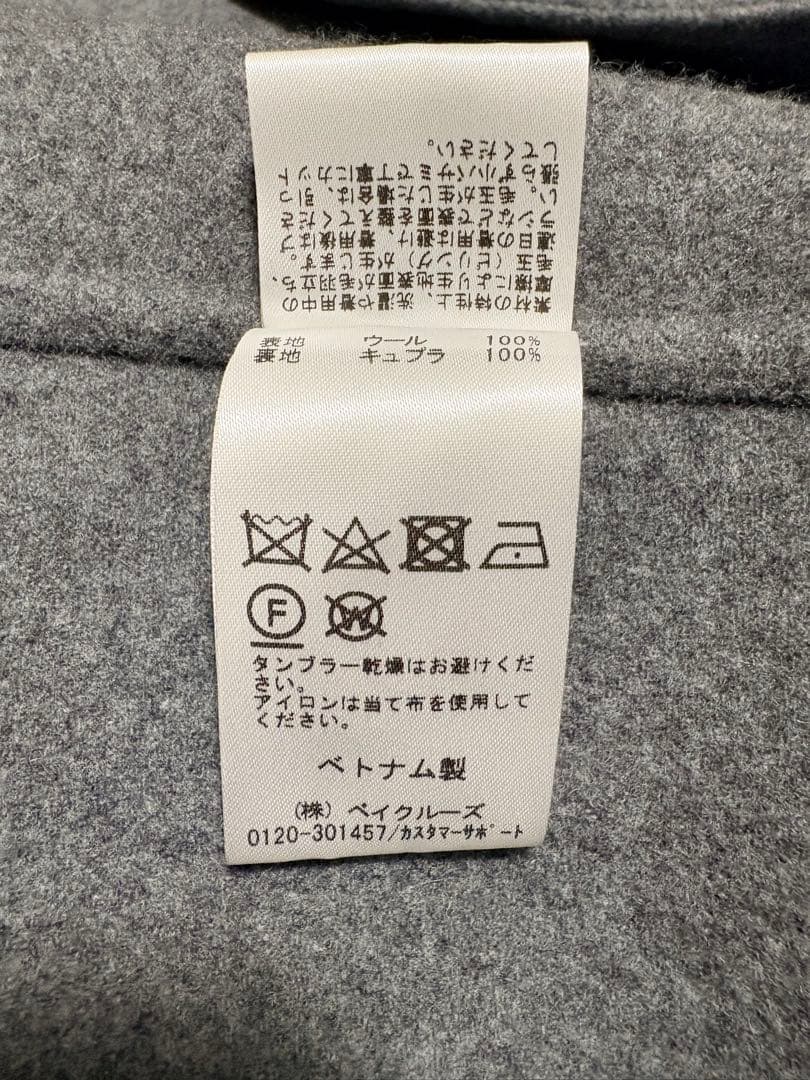 素材の特性上、洗濯や着用中の
摩擦により生地表面が毛羽立ち、
毛玉(ピリング)が生じます。
連日の着用は避け、着用後はブ
ラシなどで表面を整えてくださ
い。毛玉が生じた場合は、引っ
張らず小バサミで丁寧にカット
してください。
表地 ウール 100%
裏地 キュプラ 100%
F W
タンブラー乾燥はお避けくだ
さい。
アイロンは当て布を使用して
ください。
ベトナム製
(株) ベイクルーズ
0120-301457/カスタマーサポート